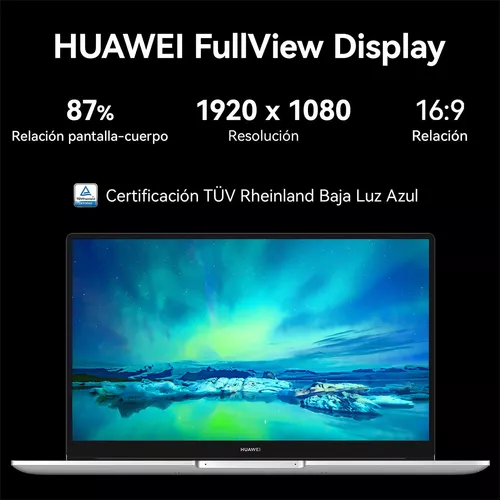 HUAWEI FullView Display
87% 1920 x 1080 16:9
Relación pantalla-cuerpo Resolución Relación
Certificación TÜV Rheinland Baja Luz Azul
HUAWEI